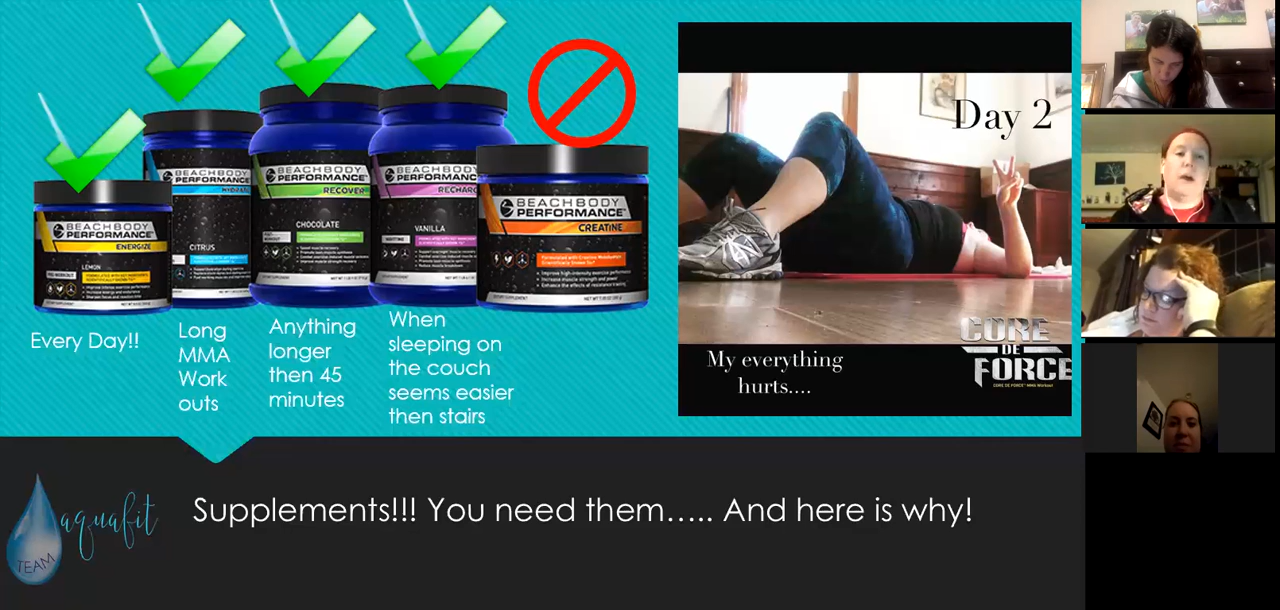 BEACHBODY
PERFORMANCE
ENERGIZE
LEMON
BEACHBODY
PERFORMANCE
CITRUS
BEACHBODY
PERFORMANCE
RECOVER
CHOCOLATE
BEACHBODY
PERFORMANCE
RECHARG
VANILLA
BEACHBODY
PERFORMANCE
CREATINE
Every Day!!
Long
MMA
Work
outs
Anything
longer
then 45
minutes
When
sleeping on
the couch
seems easier
then stairs
Day 2
My everything
hurts....
CORE
DE
FORCE
TEAM
aquafit
Supplements!!! You need them….. And here is why!